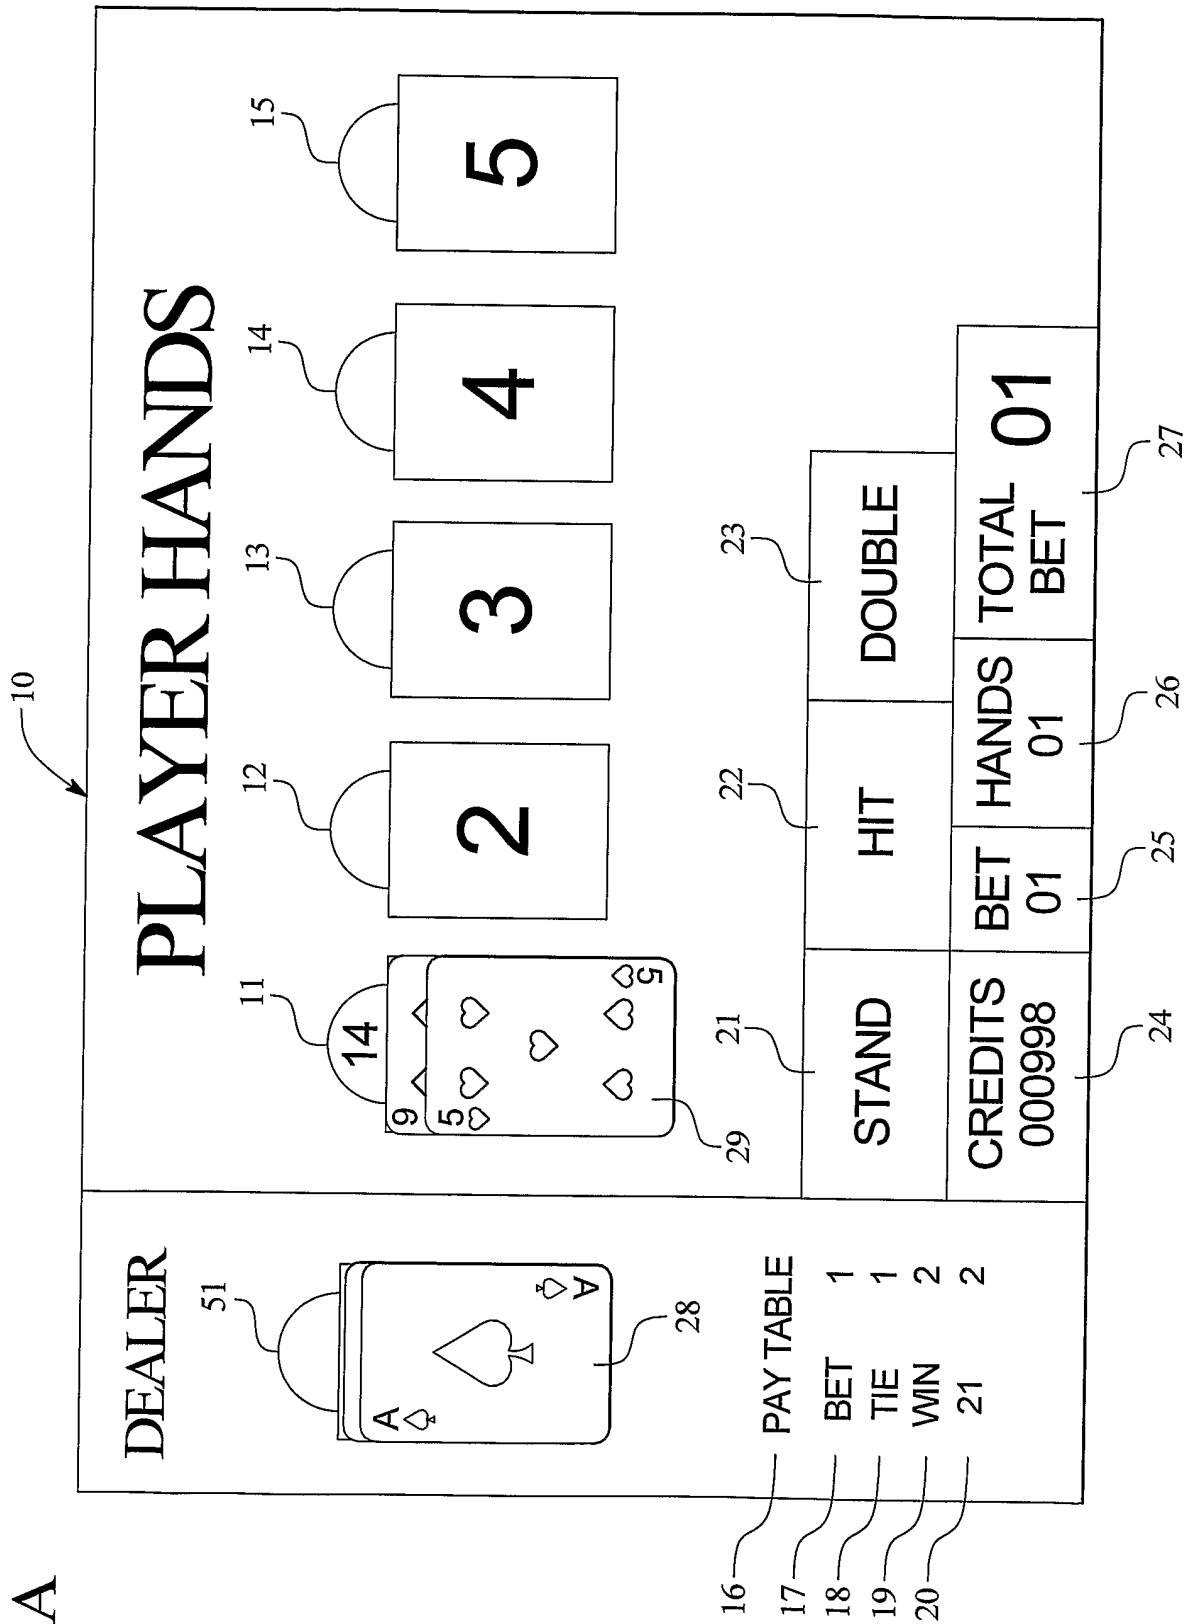 A
10
DEALER
PLAYER HANDS
51
11
12
13
14
15
A
A
28
14
9
5
5
29
2
3
4
5
16
PAY TABLE
17
BET 1
18
TIE 1
19
WIN 2
20
21 2
21
22
23
STAND
HIT
DOUBLE
CREDITS
000998
BET
01
HANDS
01
TOTAL
BET
01
24
25
26
27